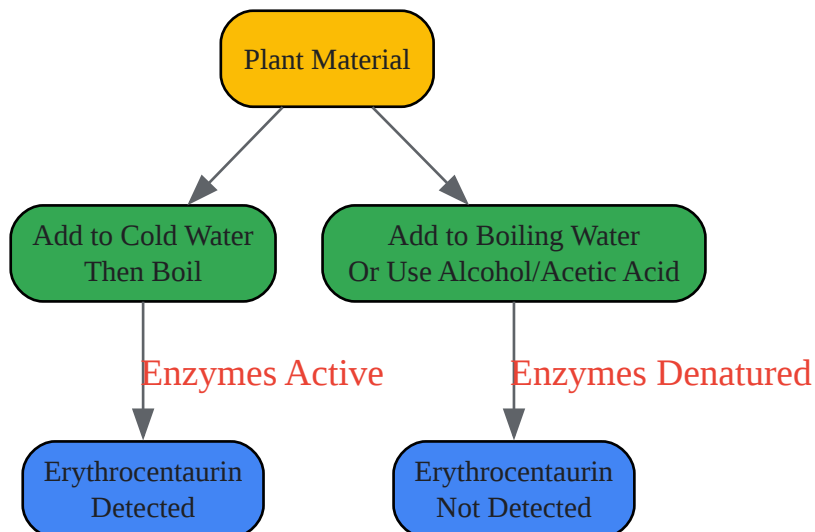 Plant Material
Add to Cold Water
Then Boil
Add to Boiling Water
Or Use Alcohol/Acetic Acid
Enzymes Active
Enzymes Denatured
Erythrocentaurin
Detected
Erythrocentaurin
Not Detected